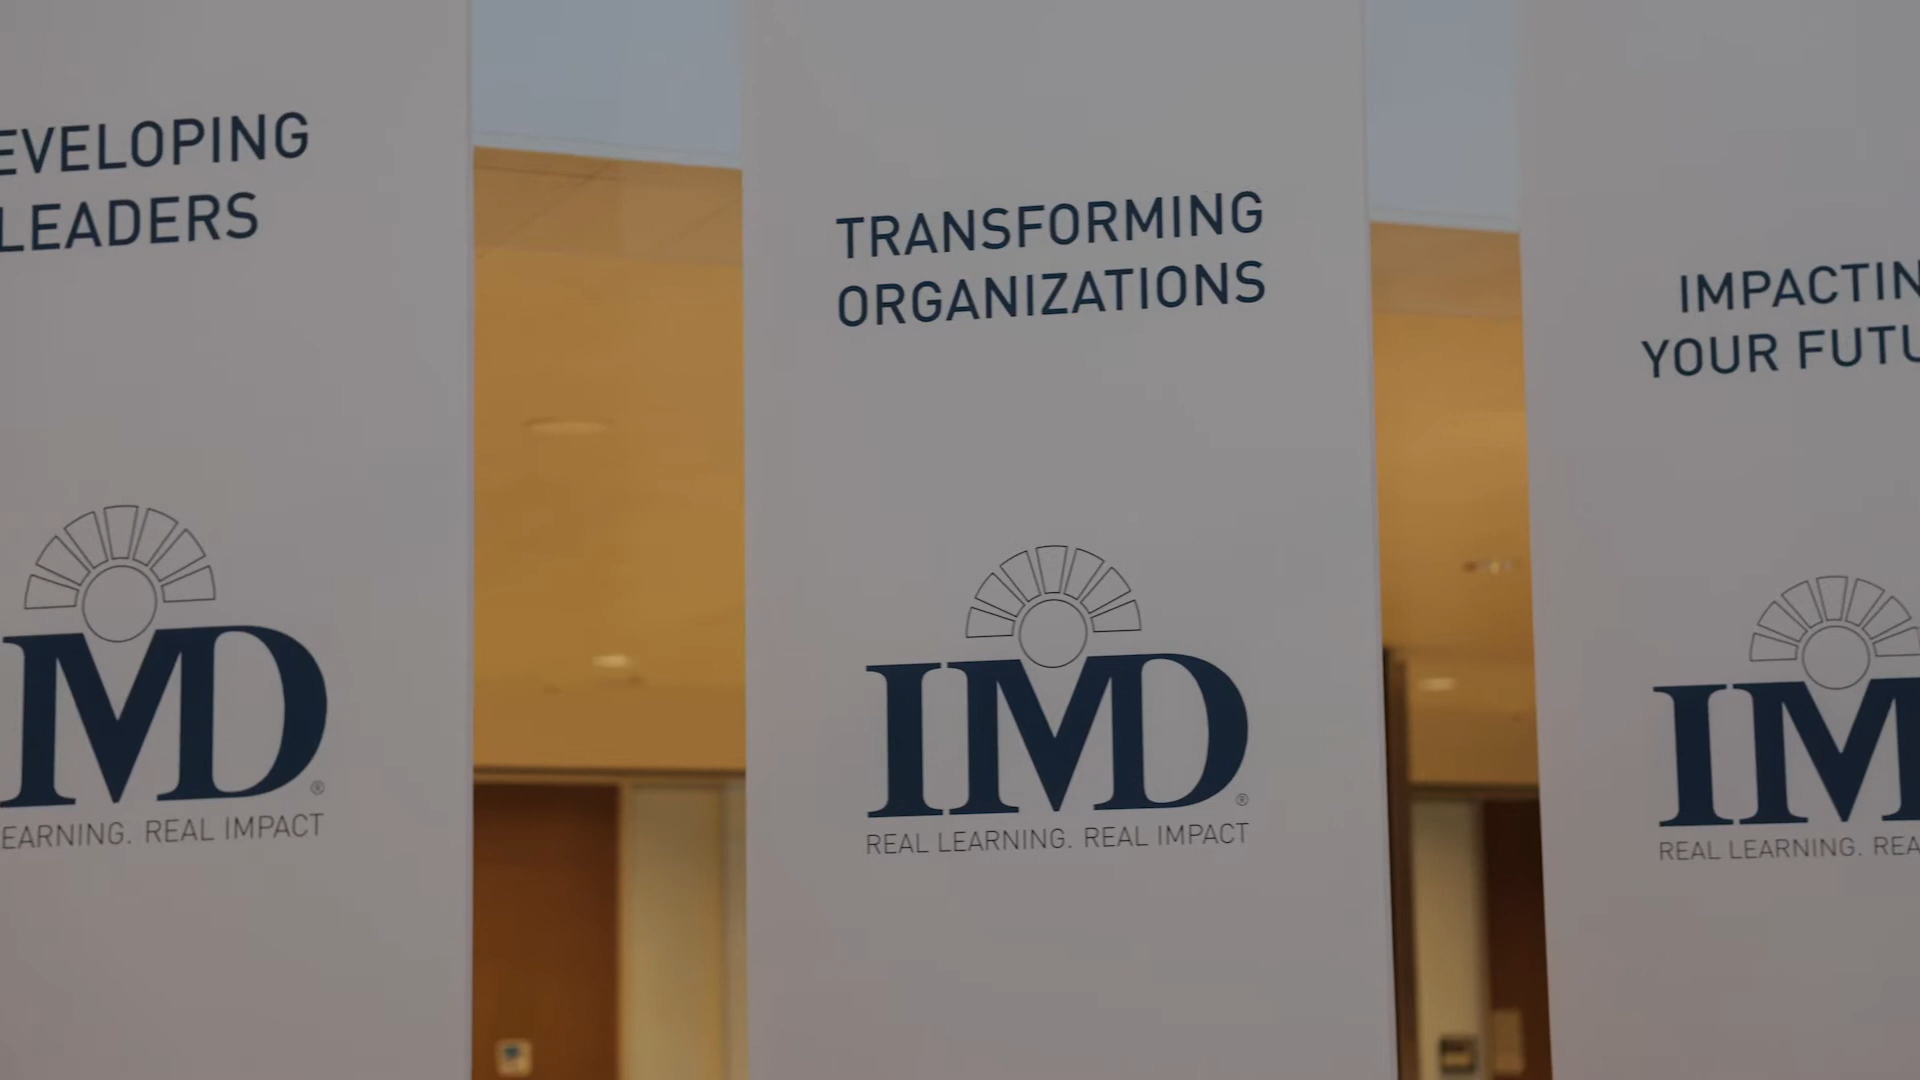 EVELOPING
LEADERS
IMD®
EARNING. REAL IMPACT
TRANSFORMING
ORGANIZATIONS
IMD®
REAL LEARNING. REAL IMPACT
IMPACTIN
YOUR FUTU
IM
REAL LEARNING. REA